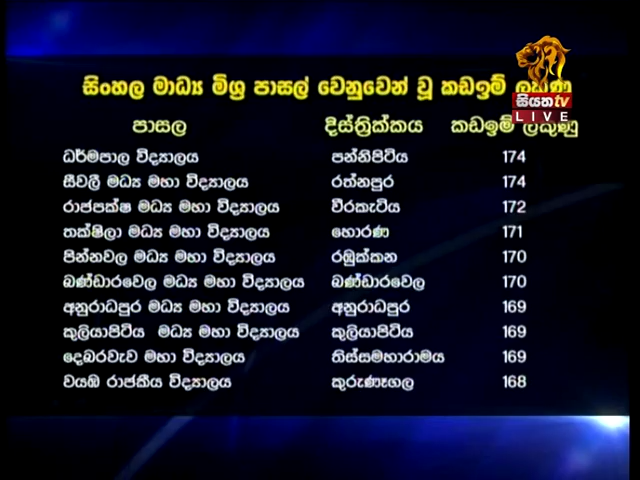 සිංහල මාධ්‍ය මිශ්‍ර පාසල් වෙනුවෙන් වූ කඩඉම් ලකුණු
සියත tv
LIVE
පාසල දිස්ත්‍රික්කය කඩඉම් ලකුණු
ධර්මපාල විද්‍යාලය පන්නිපිටිය 174
සීවලී මධ්‍ය මහා විද්‍යාලය රත්නපුර 174
රාජපක්ෂ මධ්‍ය මහා විද්‍යාලය වීරකැටිය 172
තක්ෂිලා මධ්‍ය මහා විද්‍යාලය හොරණ 171
පින්නවල මධ්‍ය මහා විද්‍යාලය රඹුක්කන 170
බණ්ඩාරවෙල මධ්‍ය මහා විද්‍යාලය බණ්ඩාරවෙල 170
අනුරාධපුර මධ්‍ය මහා විද්‍යාලය අනුරාධපුර 169
කුලියාපිටිය මධ්‍ය මහා විද්‍යාලය කුලියාපිටිය 169
දෙබරවැව මහා විද්‍යාලය තිස්සමහාරාමය 169
වයඹ රාජකීය විද්‍යාලය කුරුණෑගල 168